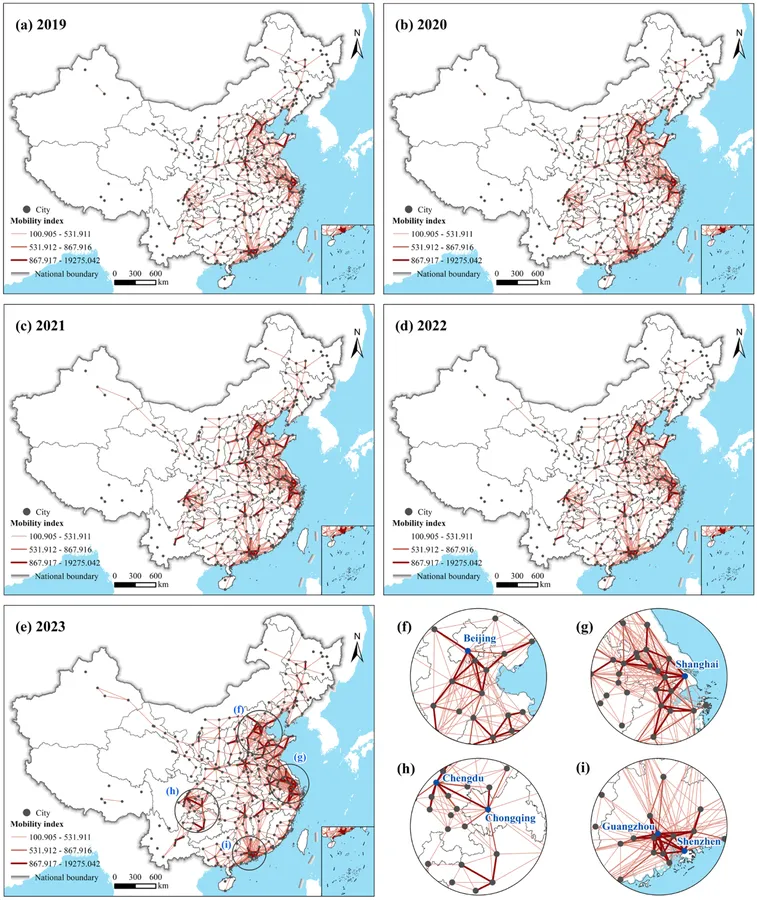 (a) 2019
N
City
Mobility index
100.905 - 531.911
531.912 - 867.916
867.917 - 19275.042
National boundary
0 300 600
km
(b) 2020
N
City
Mobility index
100.905 - 531.911
531.912 - 867.916
867.917 - 19275.042
National boundary
0 300 600
km
(c) 2021
N
City
Mobility index
100.905 - 531.911
531.912 - 867.916
867.917 - 19275.042
National boundary
0 300 600
km
(d) 2022
N
City
Mobility index
100.905 - 531.911
531.912 - 867.916
867.917 - 19275.042
National boundary
0 300 600
km
(e) 2023
N
(f)
(g)
(h)
(i)
City
Mobility index
100.905 - 531.911
531.912 - 867.916
867.917 - 19275.042
National boundary
0 300 600
km
(f)
Beijing
(g)
Shanghai
(h)
Chengdu
Chongqing
(i)
Guangzhou
Shenzhen